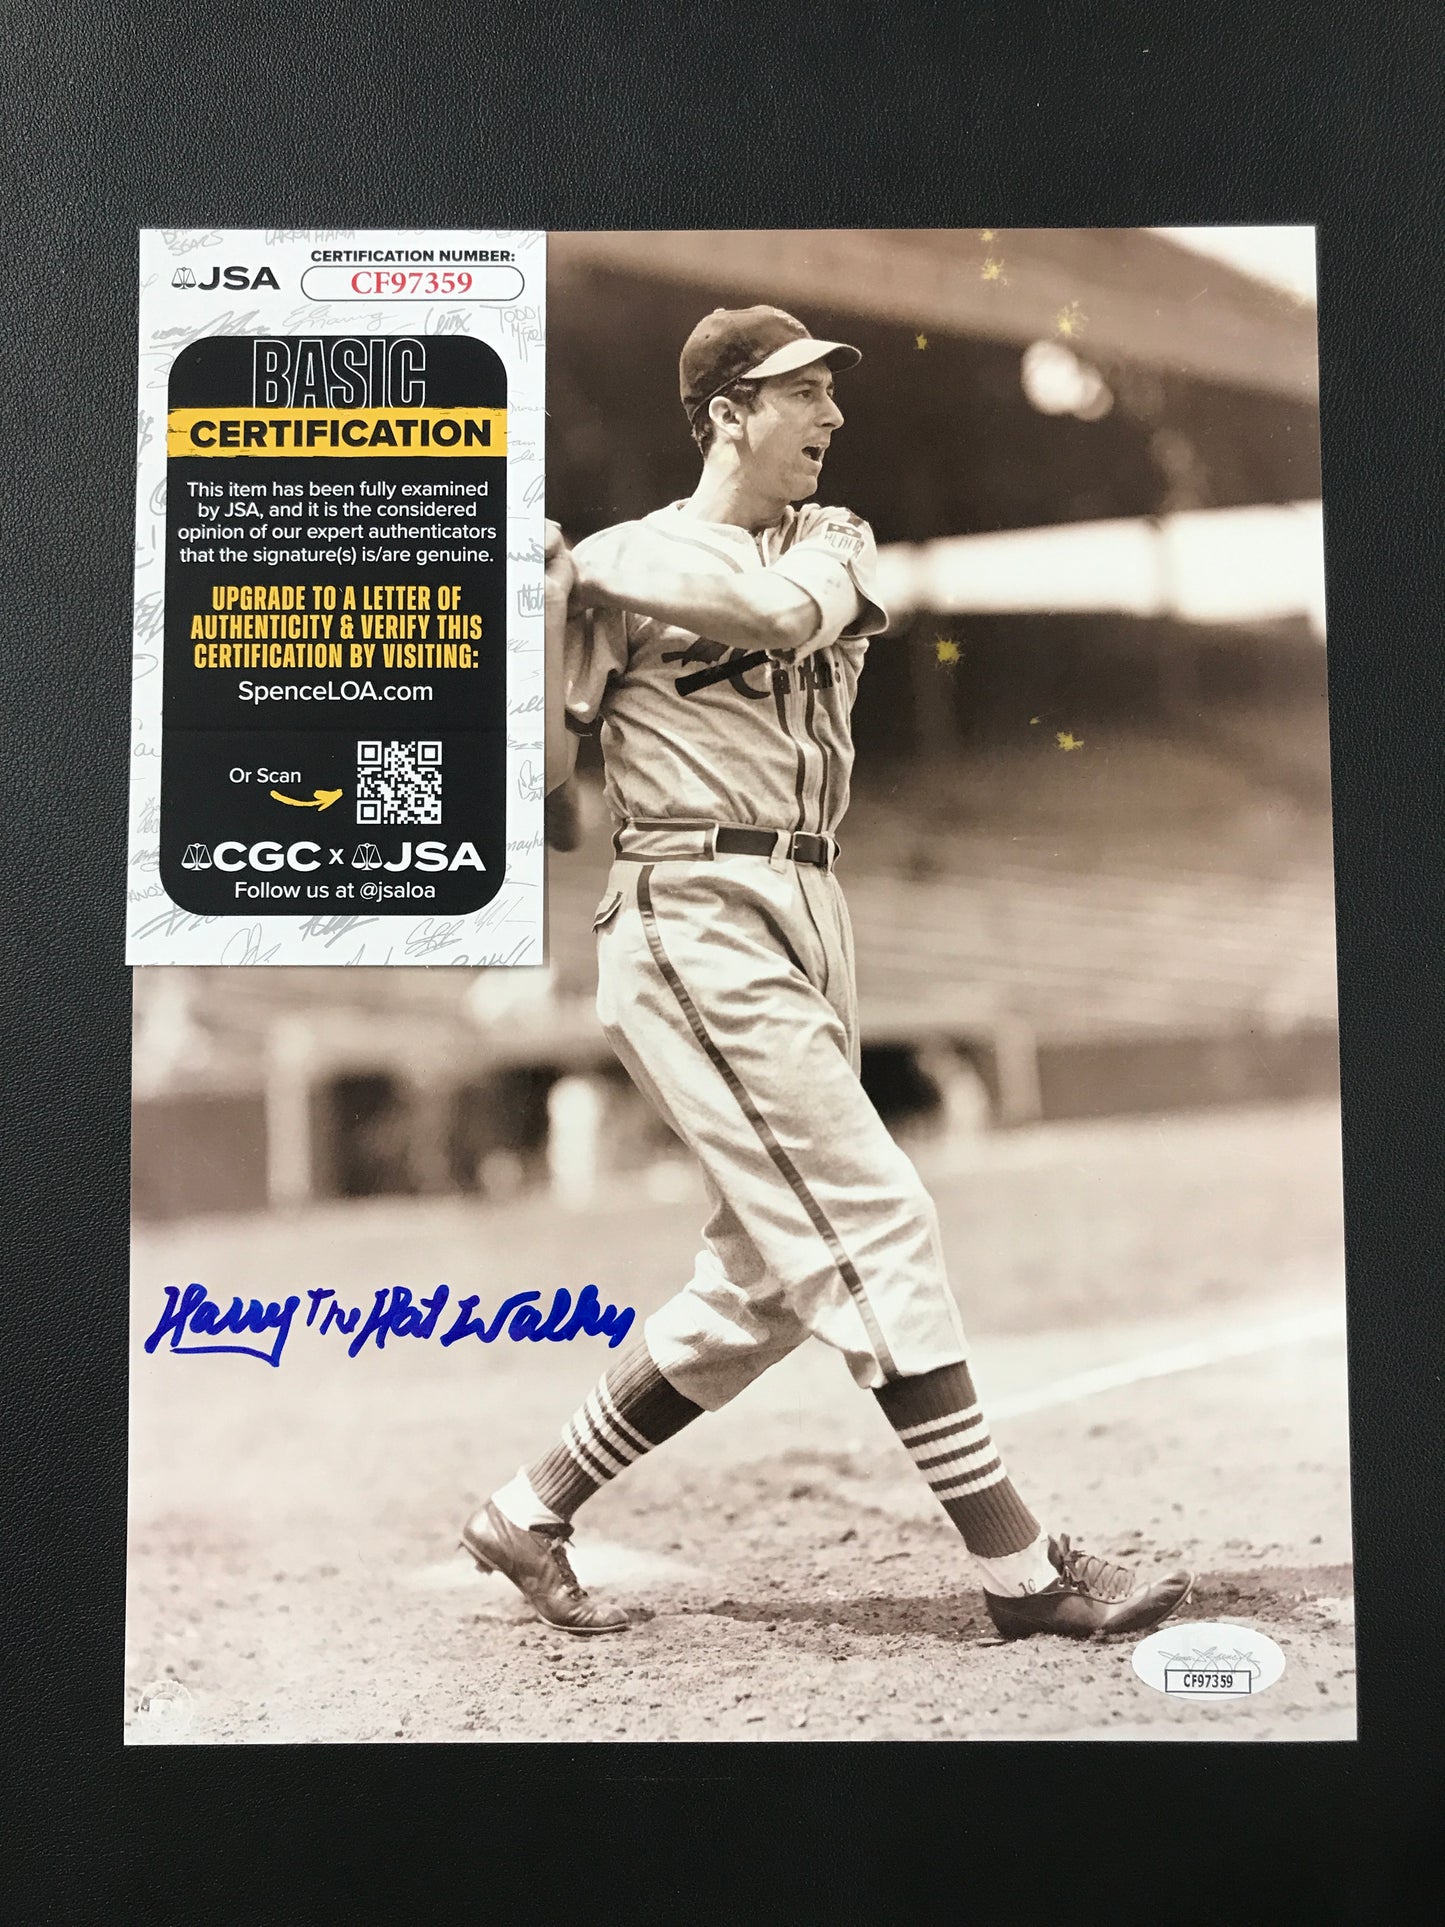 JSA
CERTIFICATION NUMBER:
CF97359
BASIC
CERTIFICATION
This item has been fully examined
by JSA, and it is the considered
opinion of our expert authenticators
that the signature(s) is/are genuine.
UPGRADE TO A LETTER OF
AUTHENTICITY & VERIFY THIS
CERTIFICATION BY VISITING:
SpenceLOA.com
Or Scan
CGC x JSA
Follow us at @jsaloa
Harry The Hat Walker
CF97359